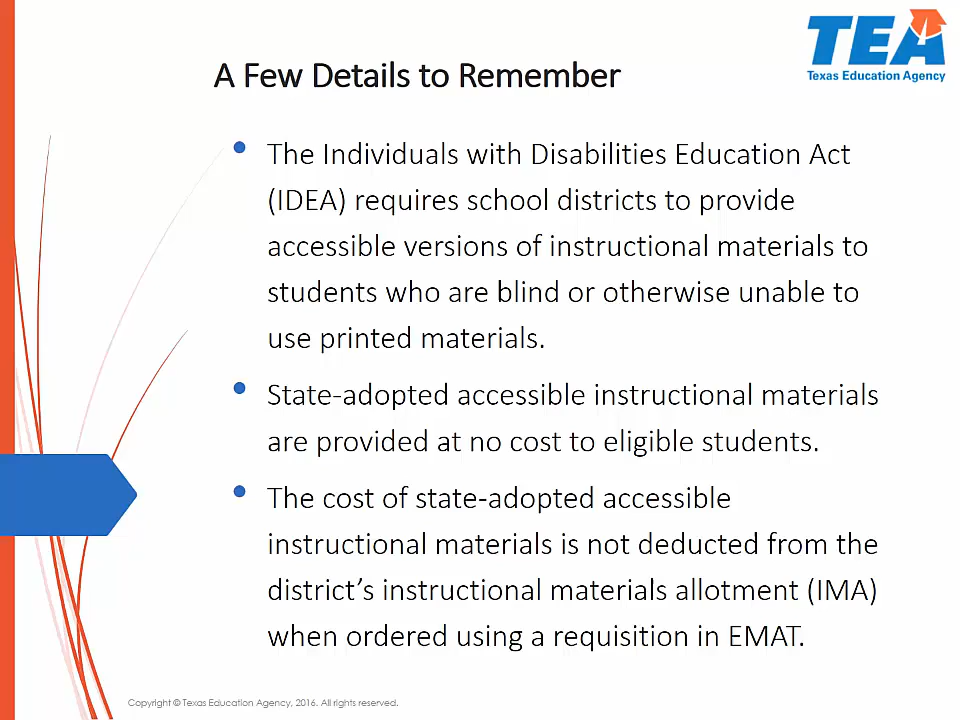 TEA
Texas Education Agency
A Few Details to Remember
• The Individuals with Disabilities Education Act
(IDEA) requires school districts to provide
accessible versions of instructional materials to
students who are blind or otherwise unable to
use printed materials.
• State-adopted accessible instructional materials
are provided at no cost to eligible students.
• The cost of state-adopted accessible
instructional materials is not deducted from the
district’s instructional materials allotment (IMA)
when ordered using a requisition in EMAT.
Copyright © Texas Education Agency, 2016. All rights reserved.